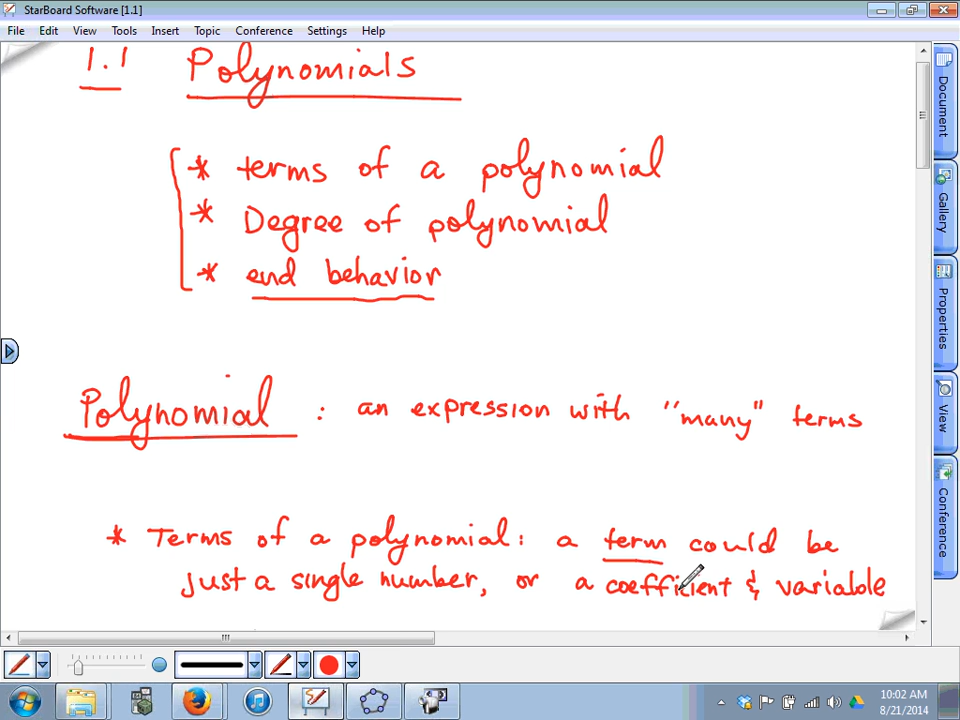 StarBoard Software [1.1]
File Edit View Tools Insert Topic Conference Settings Help
1.1 Polynomials
* terms of a polynomial
* Degree of polynomial
* end behavior
Polynomial : an expression with "many" terms
* Terms of a polynomial: a term could be
just a single number, or a coefficient & variable
Document
Gallery
Properties
View
Conference
10:02 AM
8/21/2014